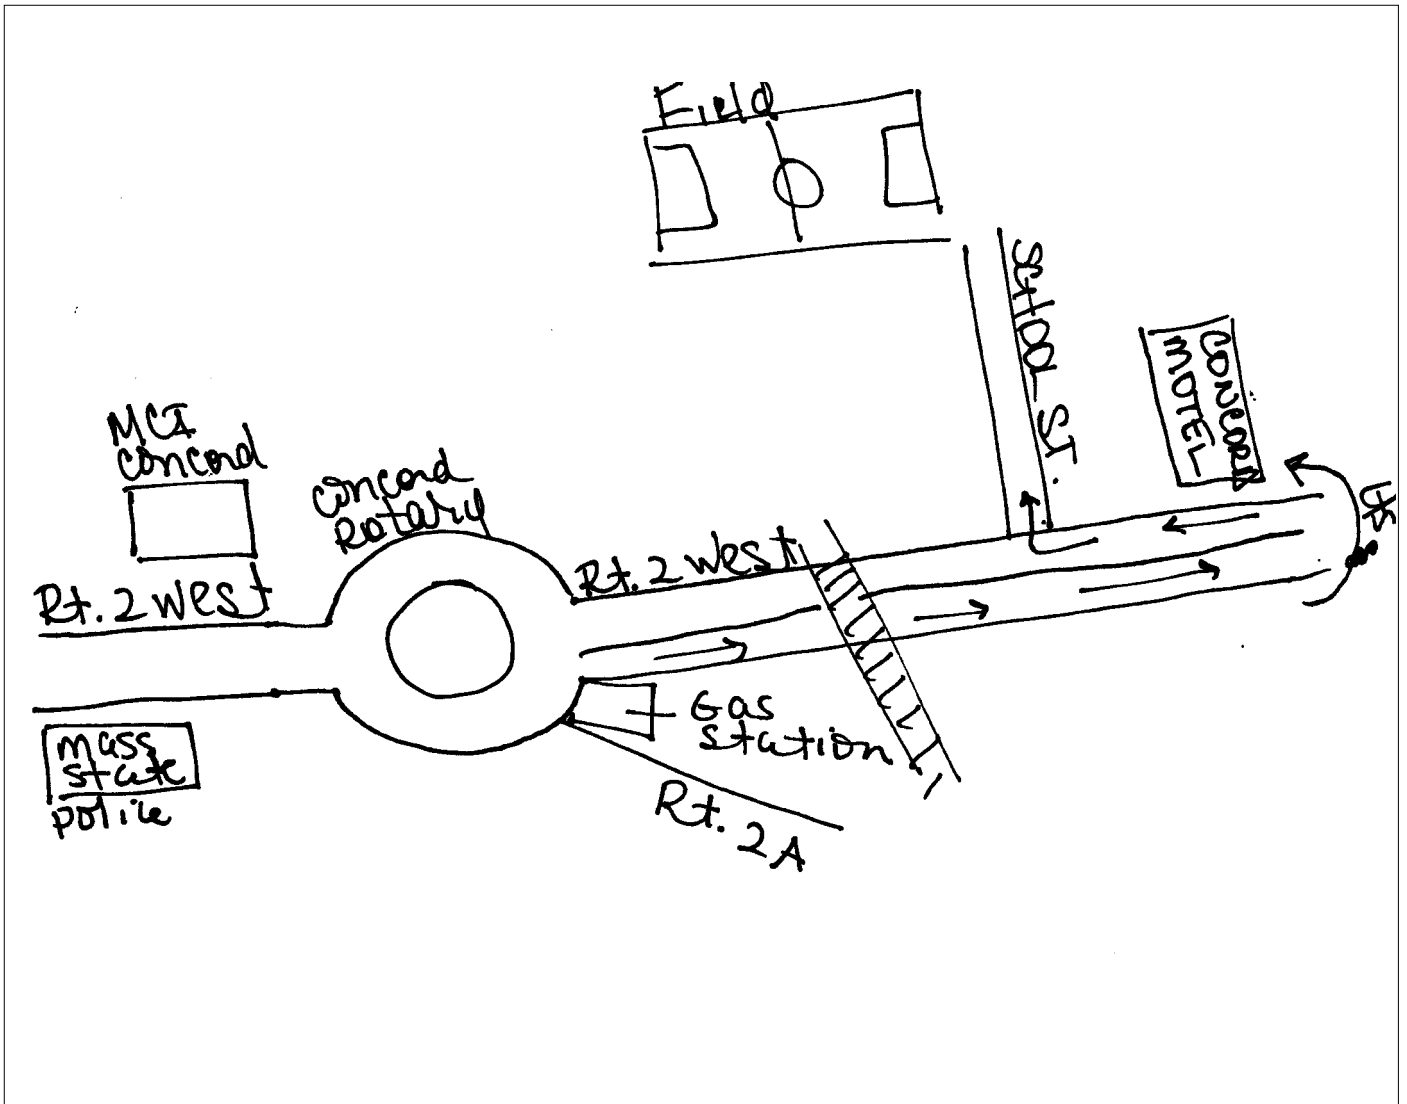 Field
SCHOOL ST.
CONCORD
MOTEL
MCI
concord
concord
Rotary
Rt. 2 west
Rt. 2 west
Gas
station
mass
state
police
Rt. 2A